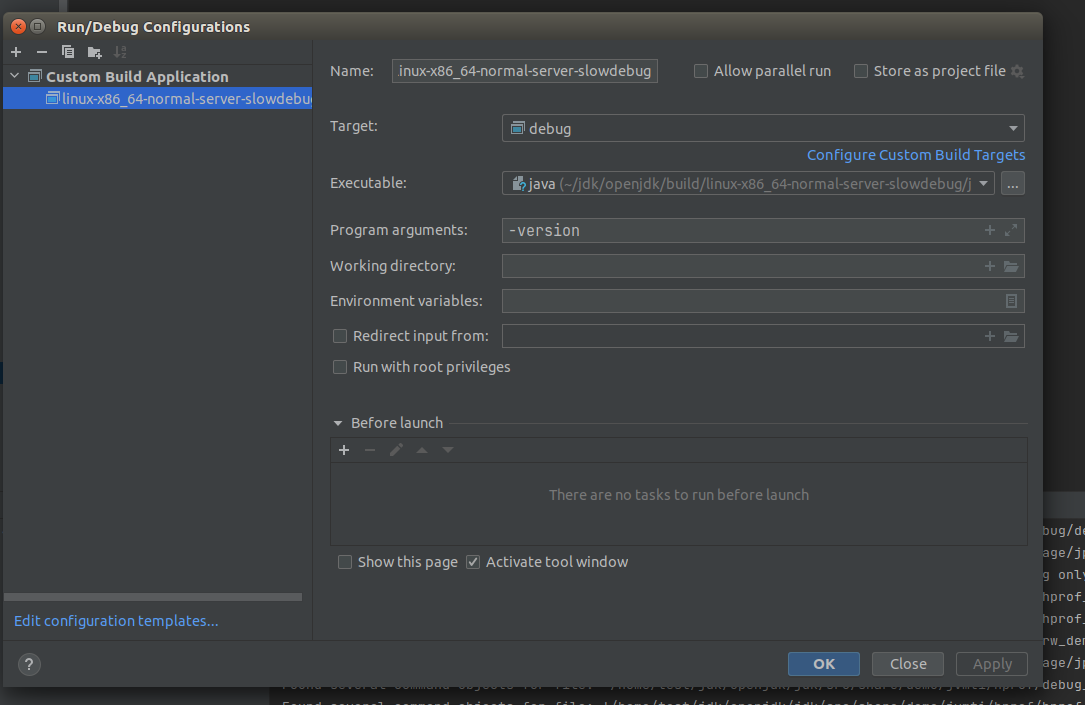 Run/Debug Configurations
Custom Build Application
linux-x86_64-normal-server-slowdebug
Name: linux-x86_64-normal-server-slowdebug Allow parallel run Store as project file
Target: debug
Configure Custom Build Targets
Executable: java (~/jdk/openjdk/build/linux-x86_64-normal-server-slowdebug/j ...
Program arguments: -version
Working directory:
Environment variables:
Redirect input from:
Run with root privileges
Before launch
There are no tasks to run before launch
Show this page Activate tool window
Edit configuration templates...
? OK Close Apply
bug/de
age/jp
g only
hprof_
hprof_
rw_den
age/jp
debug_